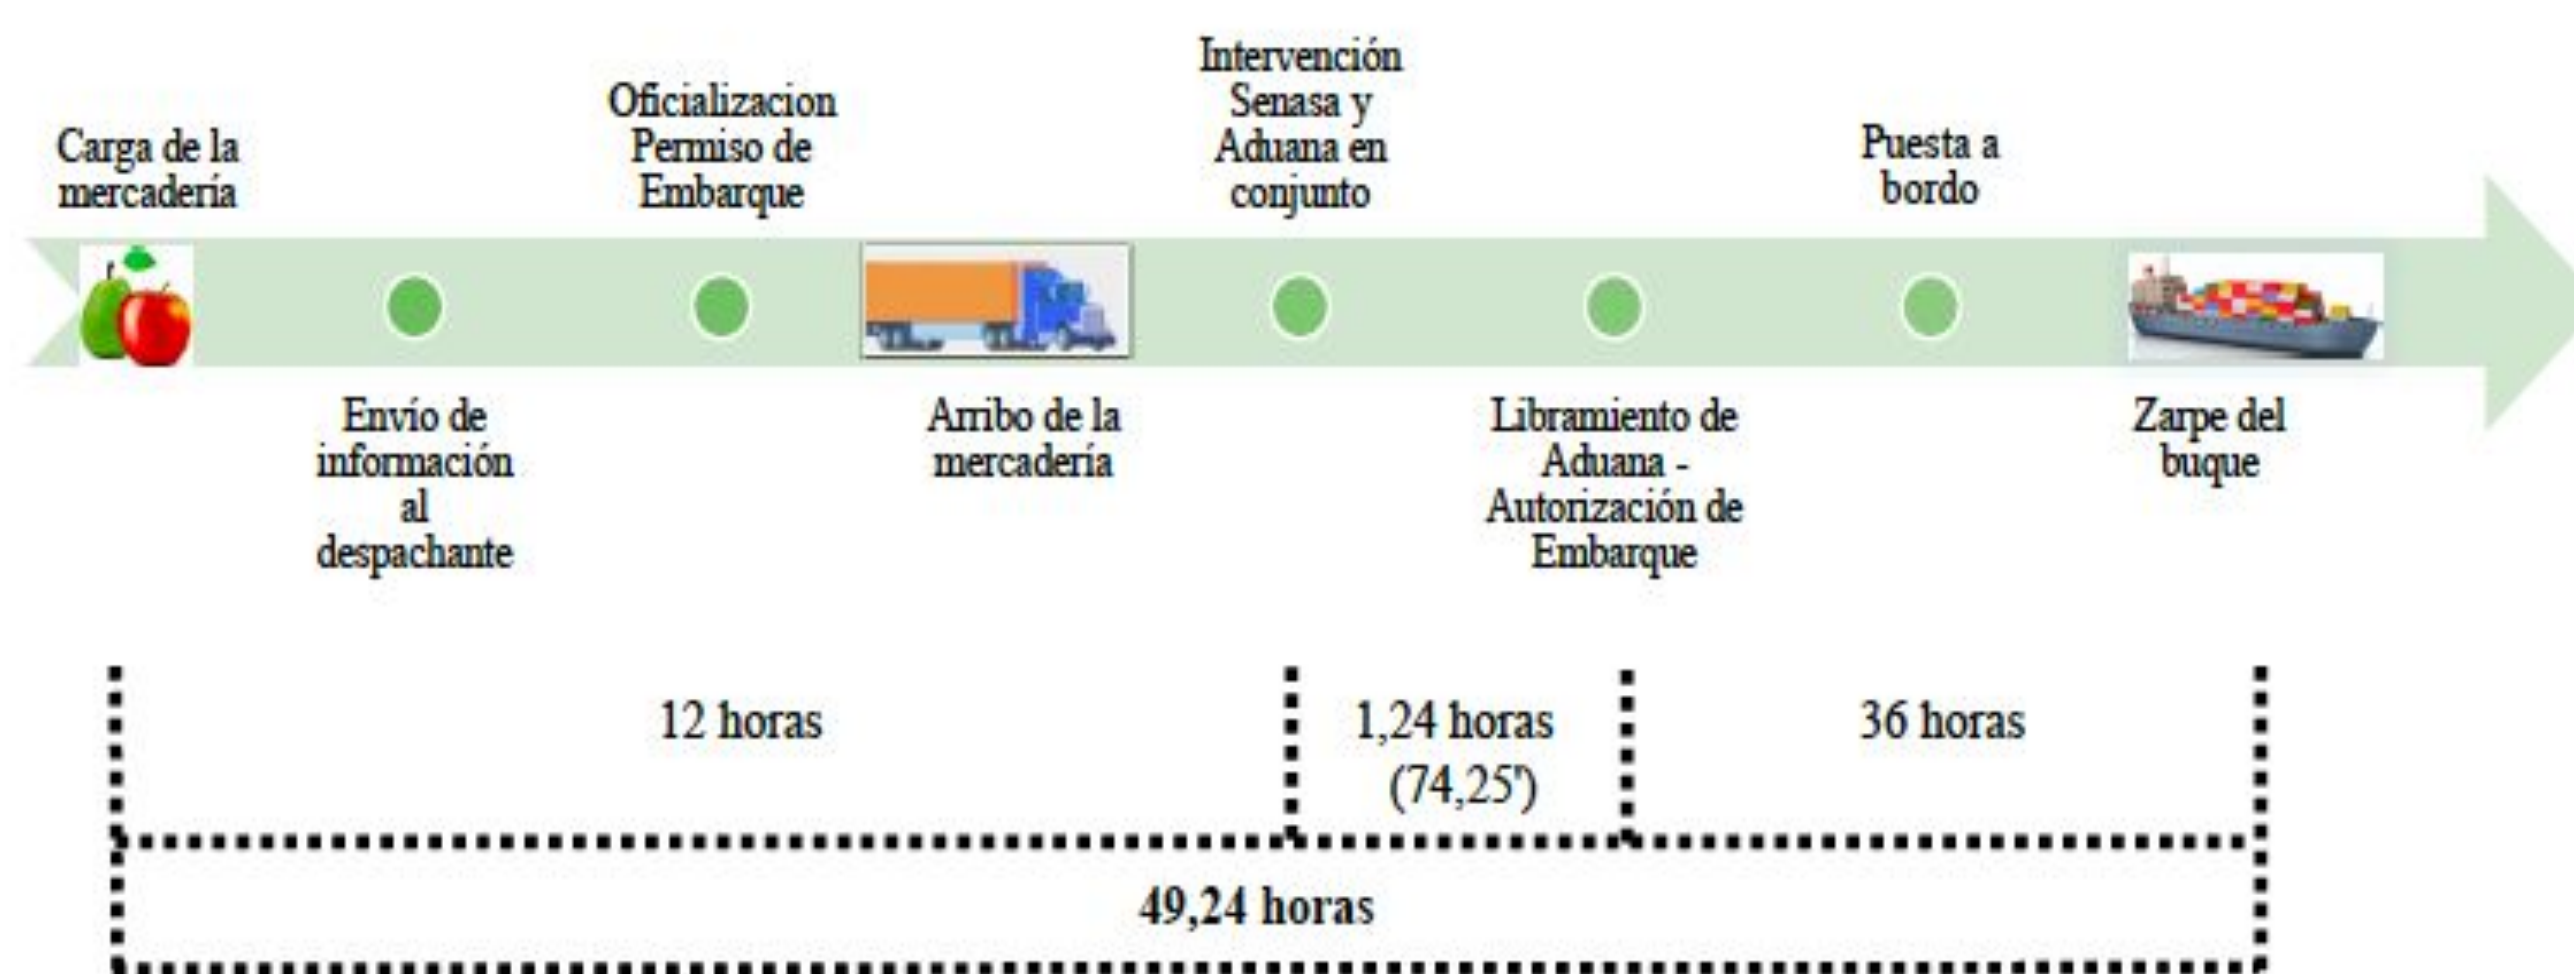 Carga de la
mercadería
Envío de
información
al
despachante
Oficializacion
Permiso de
Embarque
Arribo de la
mercadería
Intervención
Senasa y
Aduana en
conjunto
Libramiento de
Aduana -
Autorización de
Embarque
Puesta a
bordo
Zarpe del
buque
12 horas
1,24 horas
(74,25')
36 horas
49,24 horas